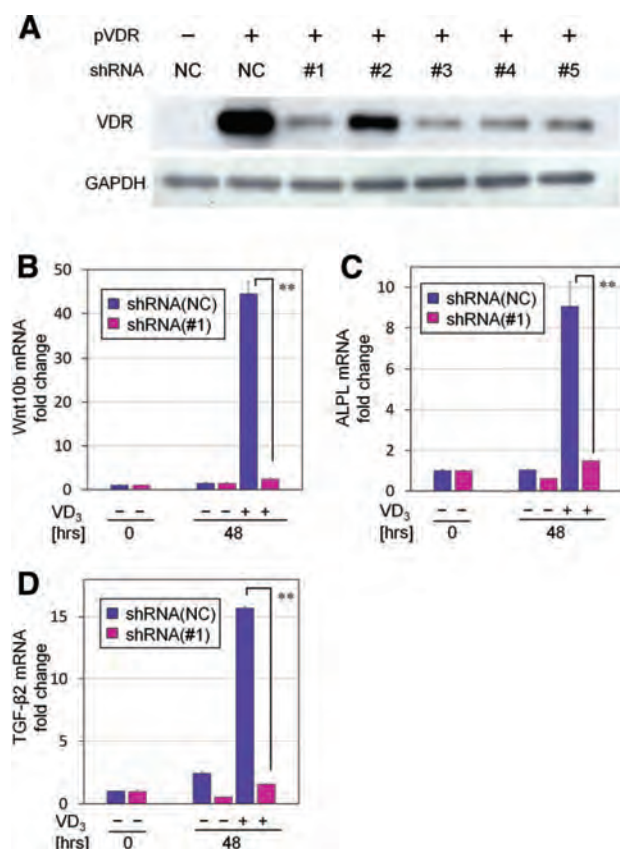 A
pVDR – + + + + + +
shRNA NC NC #1 #2 #3 #4 #5
VDR
GAPDH
B
Wnt10b mRNA
fold change
50
40
30
20
10
0
shRNA(NC)
shRNA(#1)
**
VD3 – – – – + +
[hrs] 0 48
C
ALPL mRNA
fold change
10
8
6
4
2
0
shRNA(NC)
shRNA(#1)
**
VD3 – – – – + +
[hrs] 0 48
D
TGF-β2 mRNA
fold change
15
10
5
0
shRNA(NC)
shRNA(#1)
**
VD3 – – – – + +
[hrs] 0 48